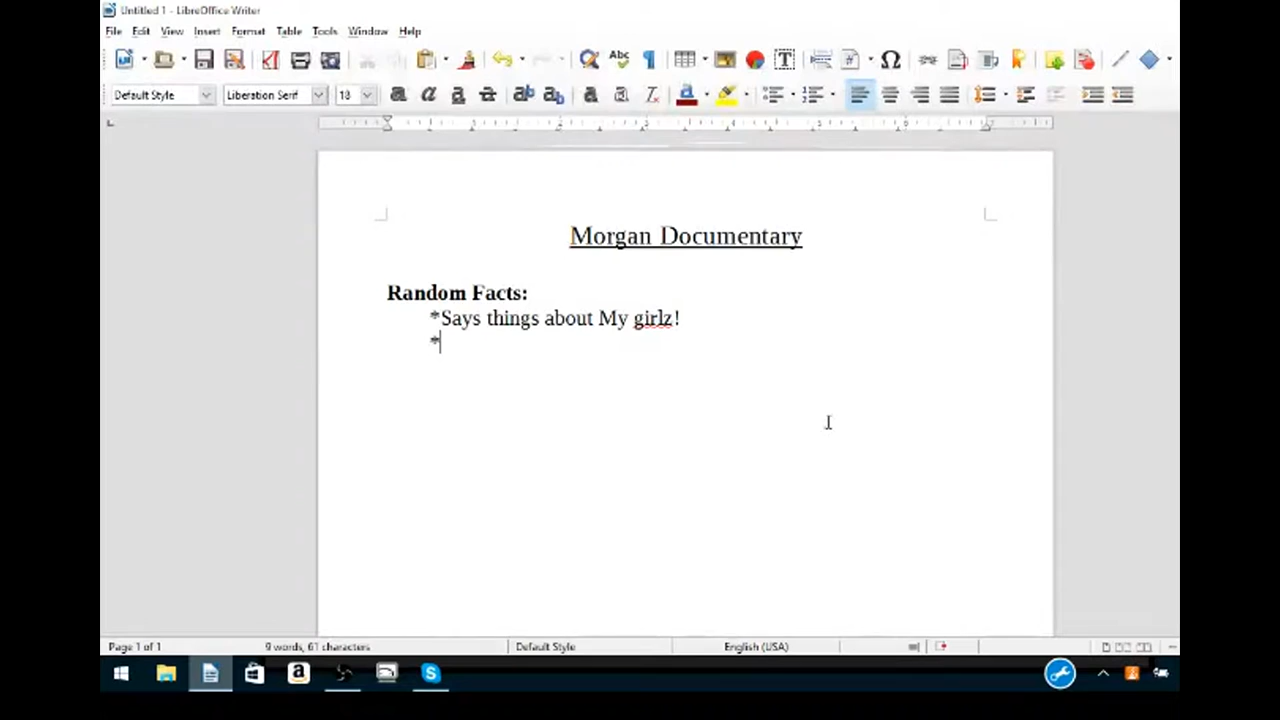 Untitled 1 - LibreOffice Writer
File Edit View Insert Format Table Tools Window Help
Default Style Liberation Serif 18
Morgan Documentary
Random Facts:
*Says things about My girlz!
*
Page 1 of 1 9 words, 61 characters Default Style English (USA)